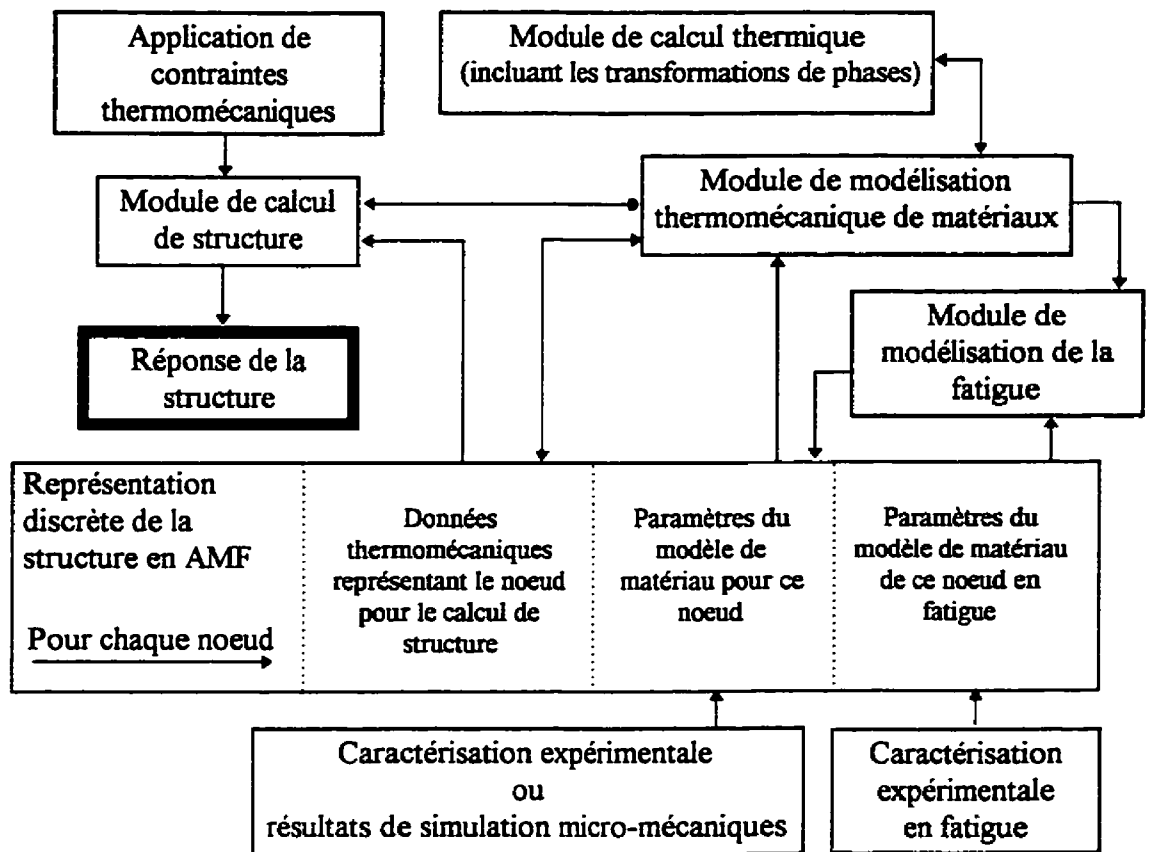 Application de
contraintes
thermomécaniques
Module de calcul thermique
(incluant les transformations de phases)
Module de calcul
de structure
Module de modélisation
thermomécanique de matériaux
Réponse de la
structure
Module de
modélisation de la
fatigue
Représentation
discrète de la
structure en AMF
Pour chaque noeud
Données
thermomécaniques
représentant le noeud
pour le calcul de
structure
Paramètres du
modèle de
matériau pour ce
noeud
Paramètres du
modèle de matériau
de ce noeud en
fatigue
Caractérisation expérimentale
ou
résultats de simulation micro-mécaniques
Caractérisation
expérimentale
en fatigue